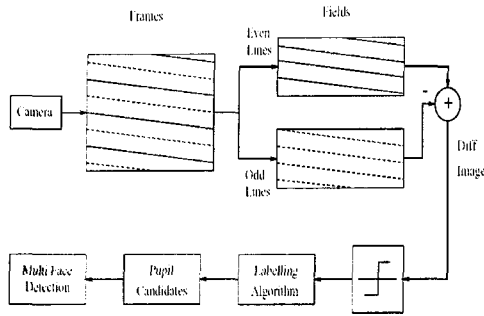 Frames
Fields
Even
Lines
Camera
-
+
Odd
Lines
Diff
Image
Multi Face
Detection
Pupil
Candidates
Labelling
Algorithm